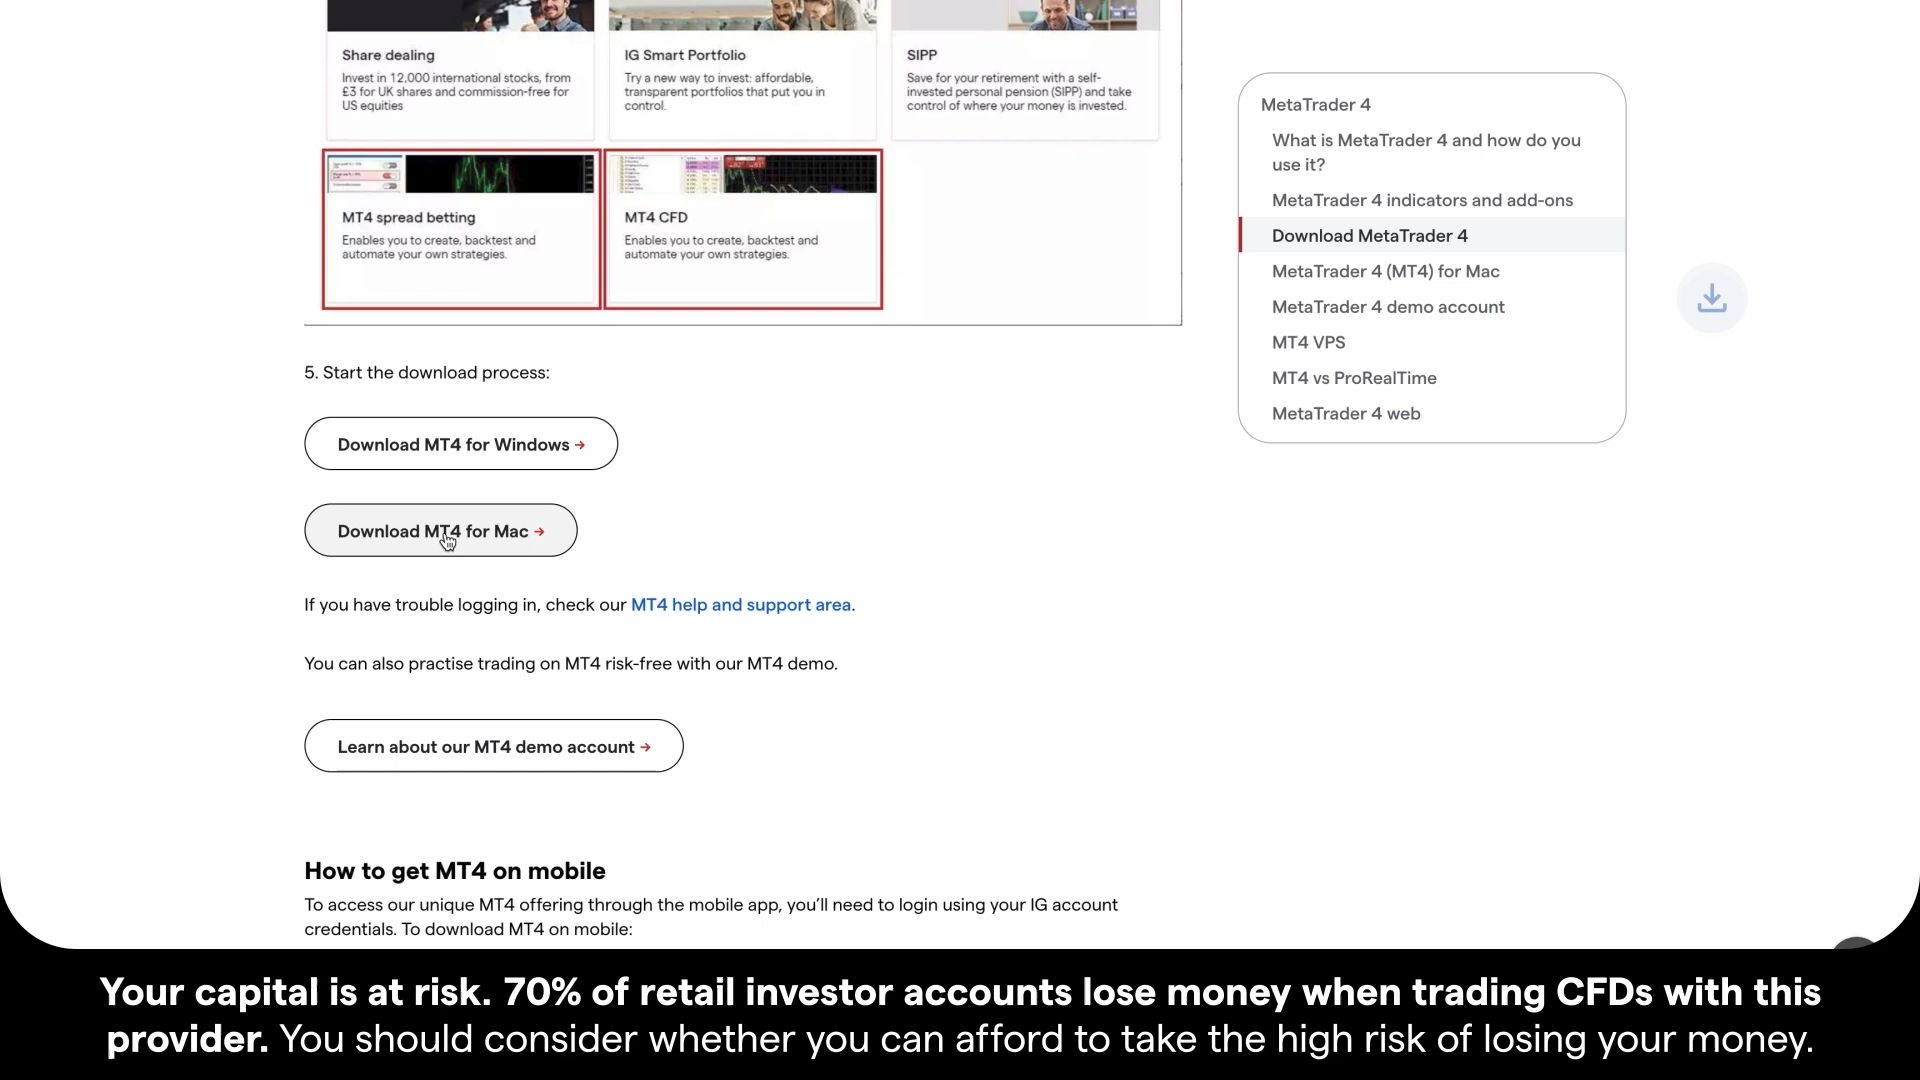 Share dealing
Invest in 12,000 international stocks, from
£3 for UK shares and commission-free for
US equities
IG Smart Portfolio
Try a new way to invest: affordable,
transparent portfolios that put you in
control.
SIPP
Save for your retirement with a self-
invested personal pension (SIPP) and take
control of where your money is invested.
MT4 spread betting
Enables you to create, backtest and
automate your own strategies.
MT4 CFD
Enables you to create, backtest and
automate your own strategies.
5. Start the download process:
Download MT4 for Windows →
Download MT4 for Mac →
If you have trouble logging in, check our MT4 help and support area.
You can also practise trading on MT4 risk-free with our MT4 demo.
Learn about our MT4 demo account →
How to get MT4 on mobile
To access our unique MT4 offering through the mobile app, you’ll need to login using your IG account
credentials. To download MT4 on mobile:
MetaTrader 4
What is MetaTrader 4 and how do you
use it?
MetaTrader 4 indicators and add-ons
Download MetaTrader 4
MetaTrader 4 (MT4) for Mac
MetaTrader 4 demo account
MT4 VPS
MT4 vs ProRealTime
MetaTrader 4 web
Your capital is at risk. 70% of retail investor accounts lose money when trading CFDs with this
provider. You should consider whether you can afford to take the high risk of losing your money.